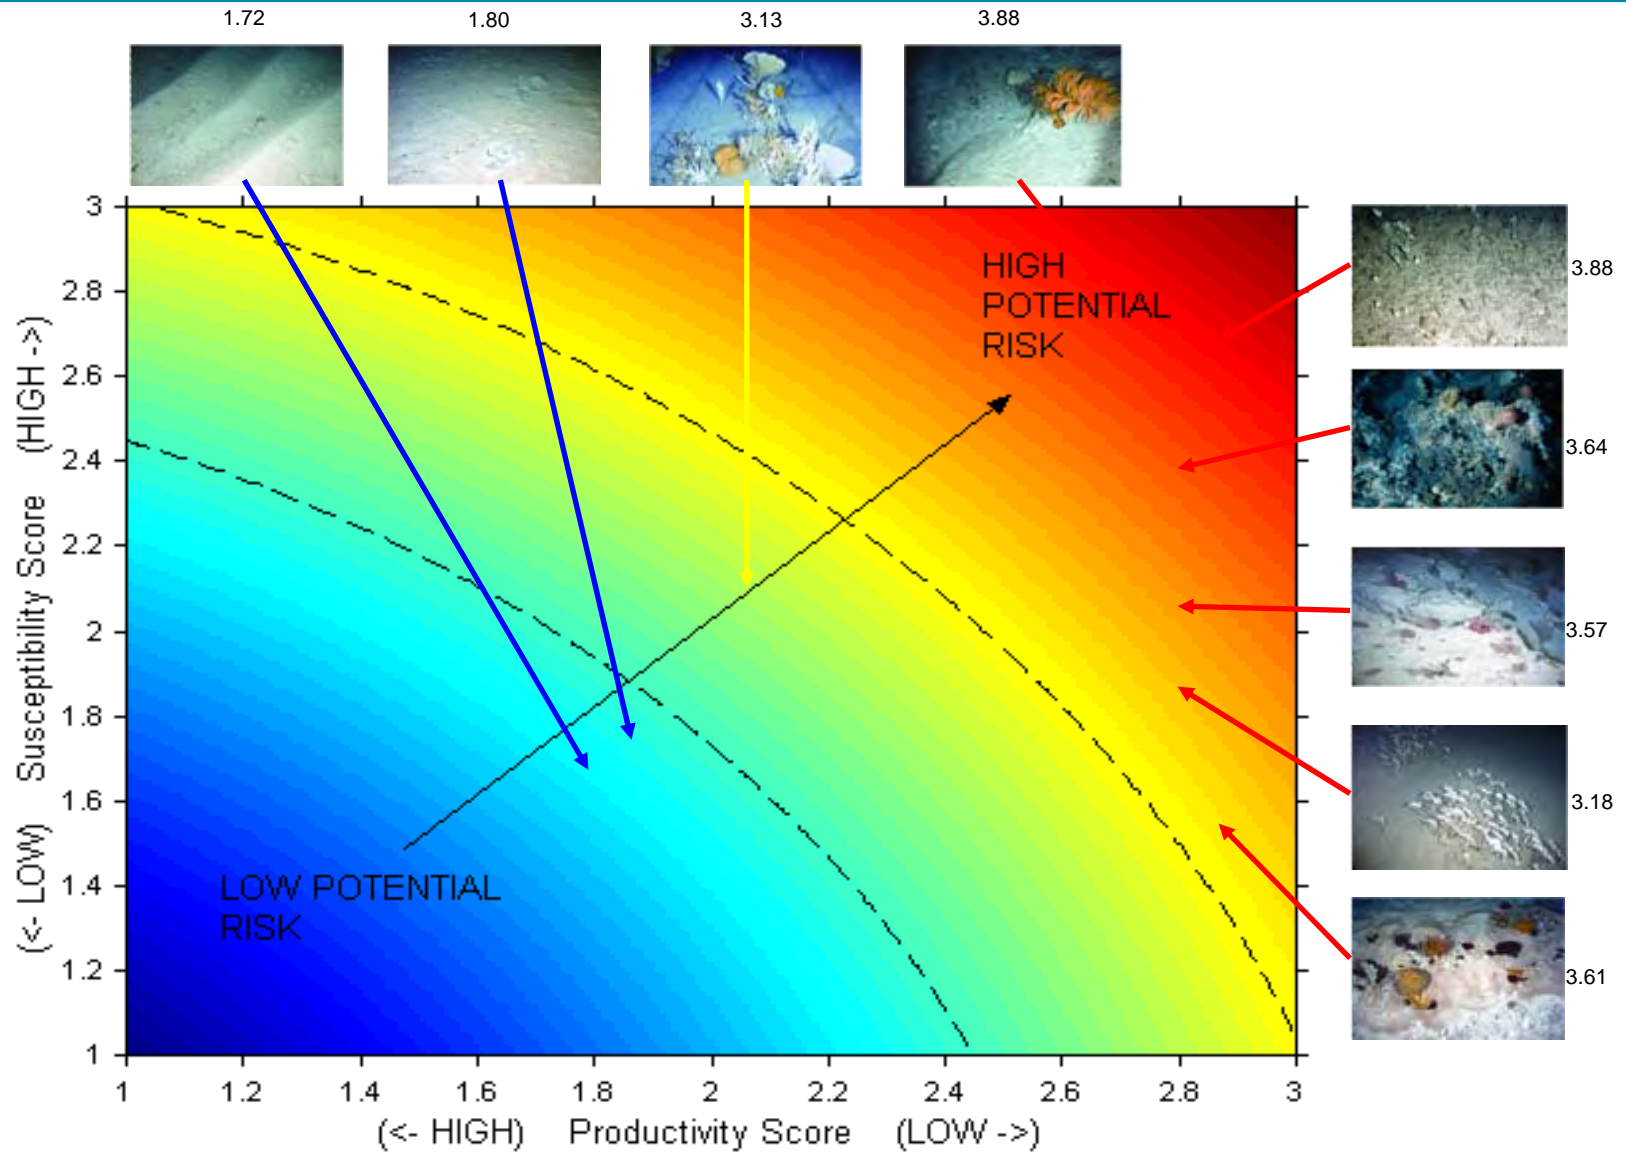 1.72 1.80 3.13 3.88
3
2.8
2.6
2.4
2.2
2
1.8
1.6
1.4
1.2
1
(<- LOW) Susceptibility Score (HIGH ->)
HIGH
POTENTIAL
RISK
LOW POTENTIAL
RISK
3.88
3.64
3.57
3.18
3.61
1 1.2 1.4 1.6 1.8 2 2.2 2.4 2.6 2.8 3
(<- HIGH) Productivity Score (LOW ->)